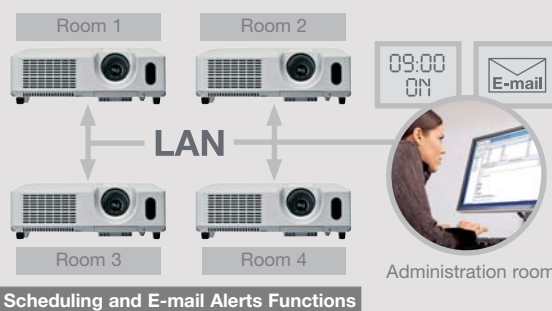 Room 1
Room 2
09:00
ON
E-mail
LAN
Room 3
Room 4
Administration room
Scheduling and E-mail Alerts Functions